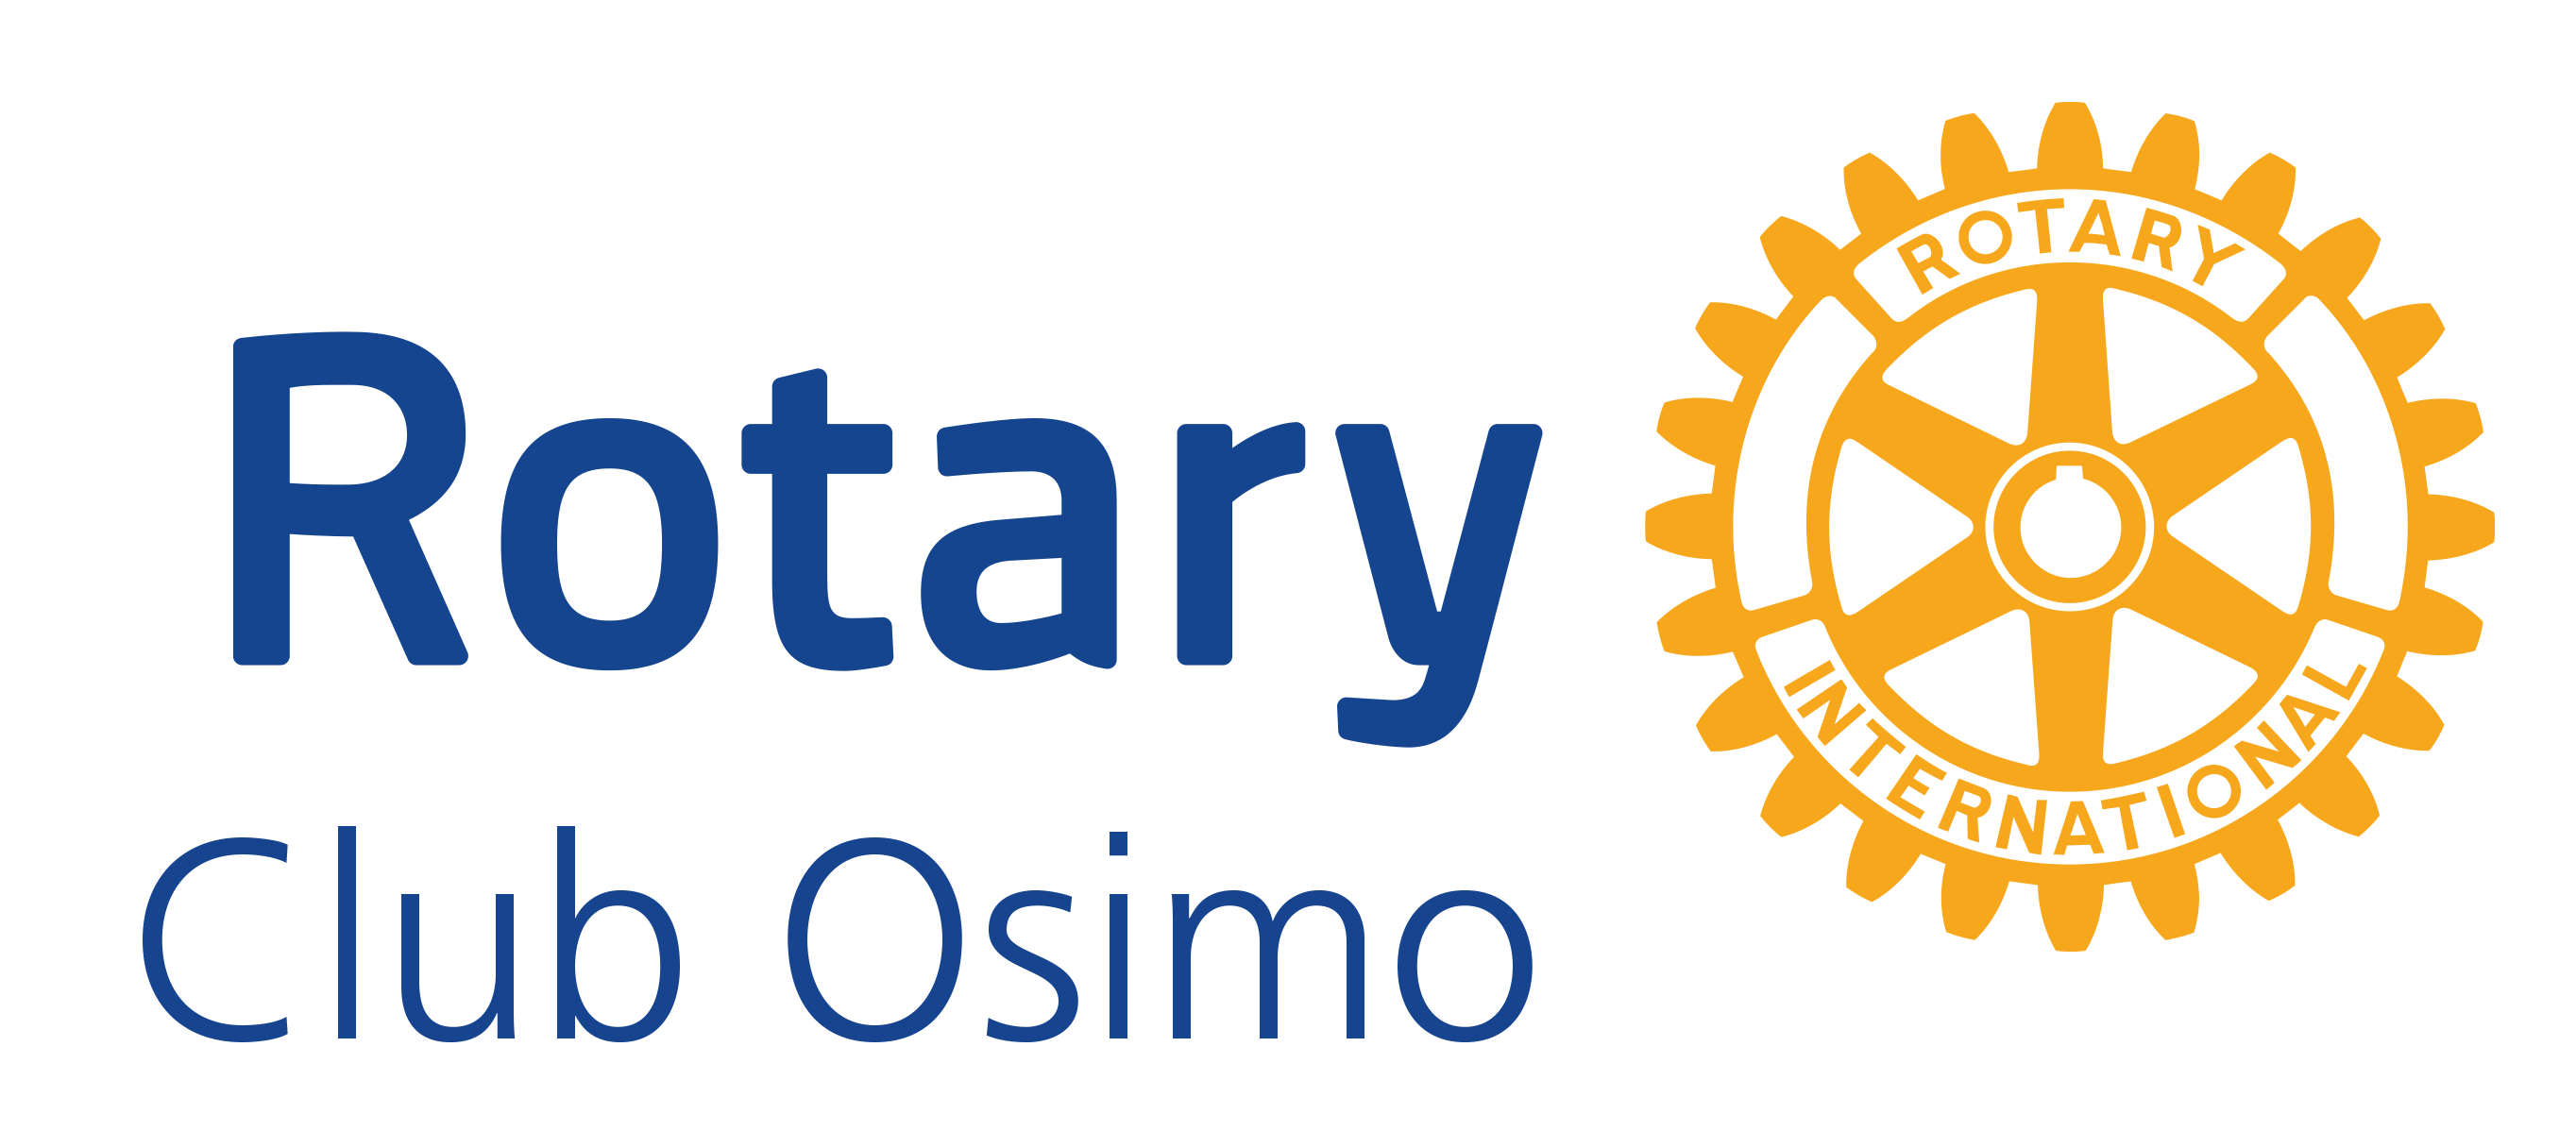 Rotary
Club Osimo
ROTARY
INTERNATIONAL